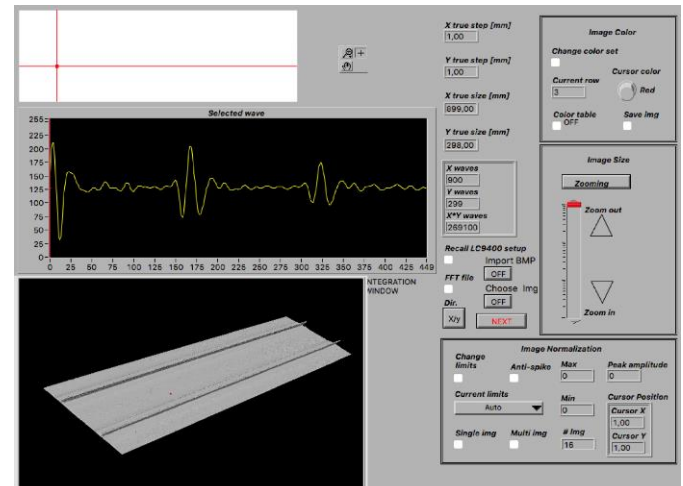 X true step [mm]
1,00
Y true step [mm]
1,00
X true size [mm]
899,00
Y true size [mm]
298,00
X waves
900
Y waves
299
X*Y waves
269100
Recall LC9400 setup
Import BMP
OFF
FFT file
Choose Img
OFF
Dir.
X/y
NEXT
Selected wave
255-
225-
200-
175-
150-
125-
100-
75-
50-
25-
0-
0 25 50 75 100 125 150 175 200 225 250 275 300 325 350 375 400 425 449
NTEGRATION
WINDOW
Image Color
Change color set
Current row
3
Cursor color
Red
Color table
OFF
Save img
Image Size
Zooming
Zoom out
Zoom in
Image Normalization
Change
limits
Anti-spike
Max
0
Peak amplitude
0
Current limits
Auto
Min
0
Cursor Position
Cursor X
1,00
Single img
Multi img
# Img
16
Cursor Y
1,00